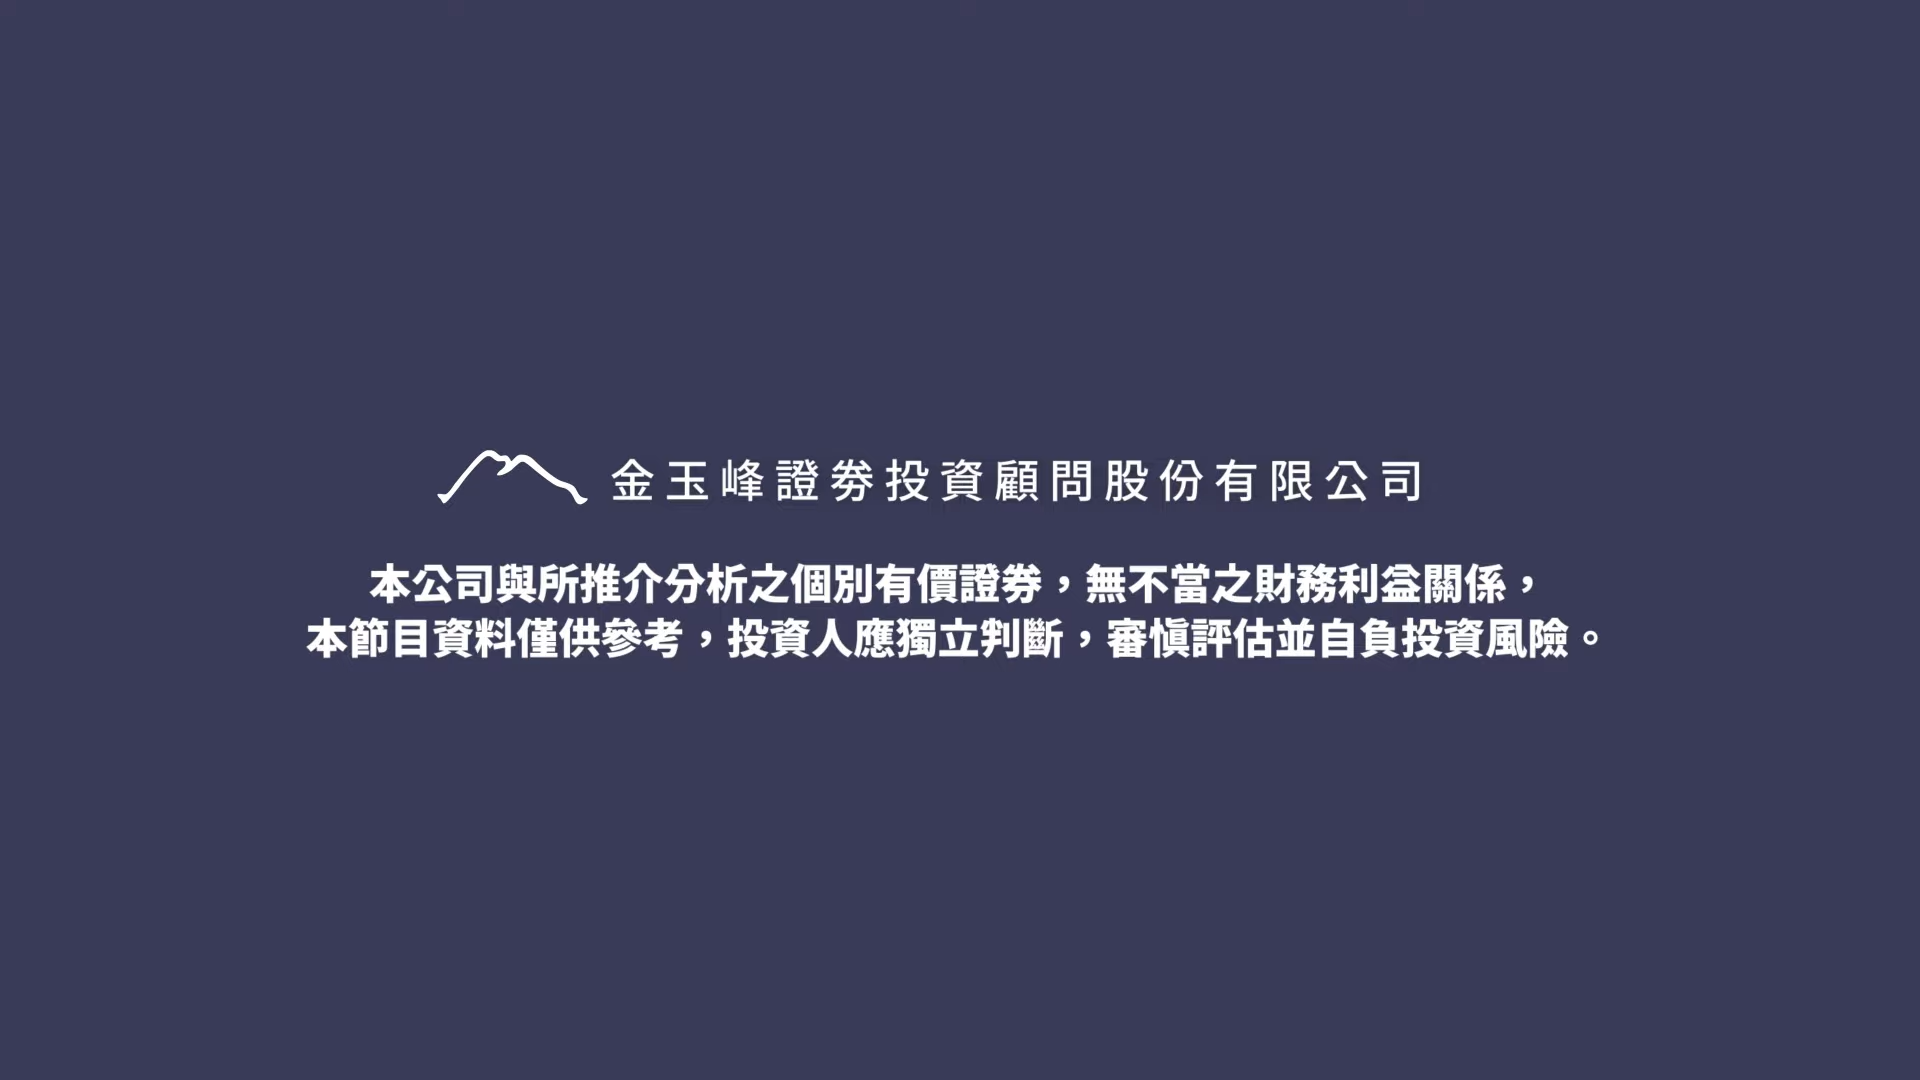 金玉峰證劵投資顧問股份有限公司
本公司與所推介分析之個別有價證券，無不當之財務利益關係，
本節目資料僅供參考，投資人應獨立判斷，審慎評估並自負投資風險。